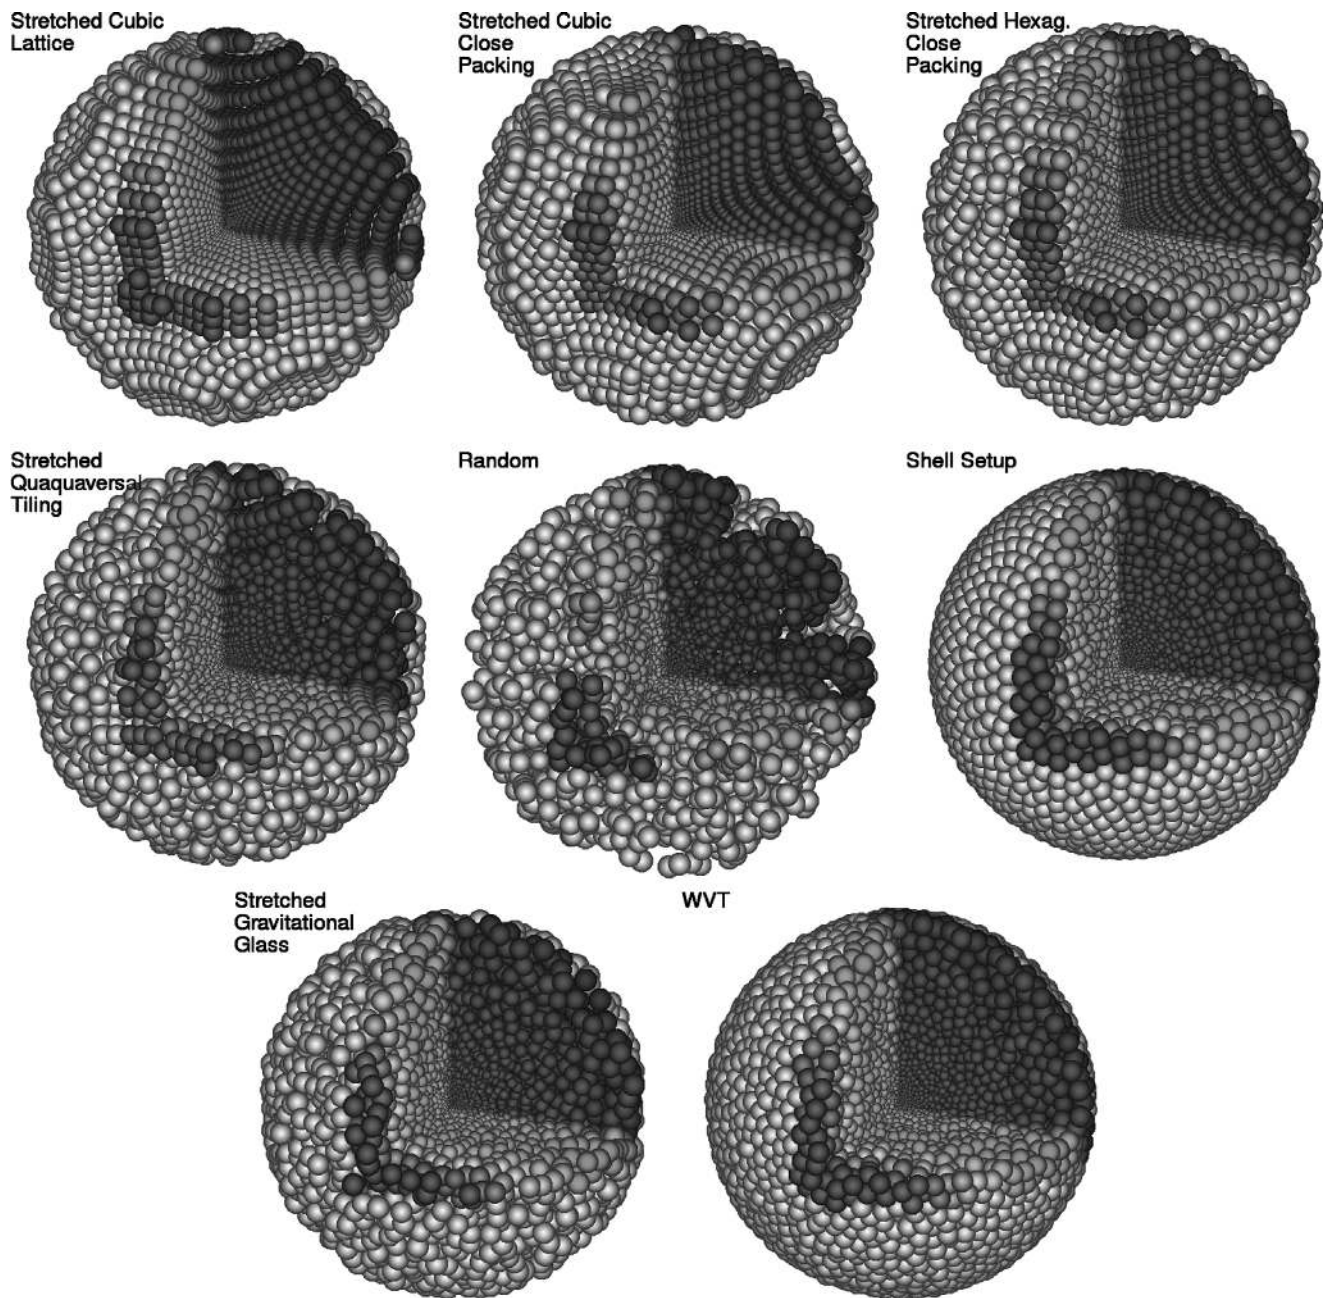 Stretched Cubic
Lattice
Stretched Cubic
Close
Packing
Stretched Hexag.
Close
Packing
Stretched
Quaquaversal
Tiling
Random
Shell Setup
Stretched
Gravitational
Glass
WVT